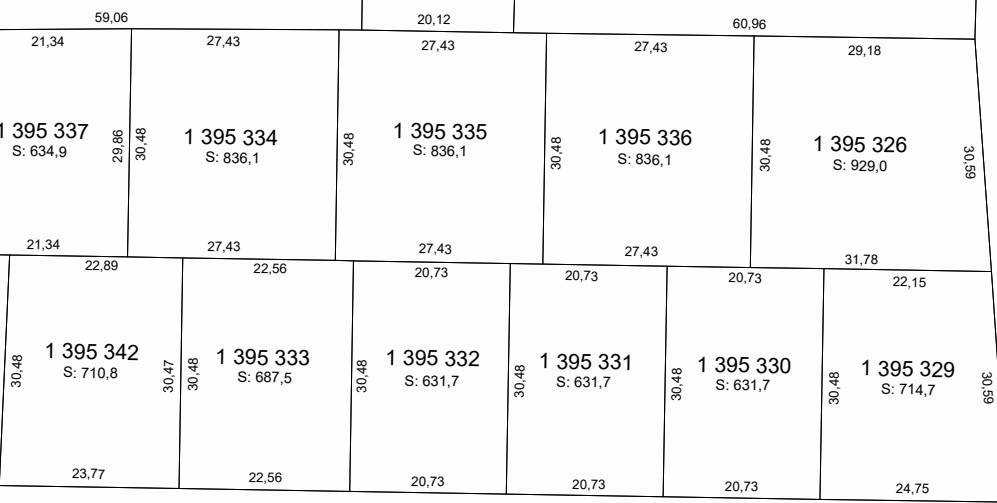 59,06
20,12
60,96
21,34
27,43
27,43
27,43
29,18
1 395 337
S: 634,9
29,86
30,48
1 395 334
S: 836,1
30,48
1 395 335
S: 836,1
30,48
1 395 336
S: 836,1
30,48
1 395 326
S: 929,0
30,59
21,34
27,43
27,43
27,43
31,78
22,89
22,56
20,73
20,73
20,73
22,15
30,48
1 395 342
S: 710,8
30,47
30,48
1 395 333
S: 687,5
30,48
1 395 332
S: 631,7
30,48
1 395 331
S: 631,7
30,48
1 395 330
S: 631,7
30,48
1 395 329
S: 714,7
30,59
23,77
22,56
20,73
20,73
20,73
24,75